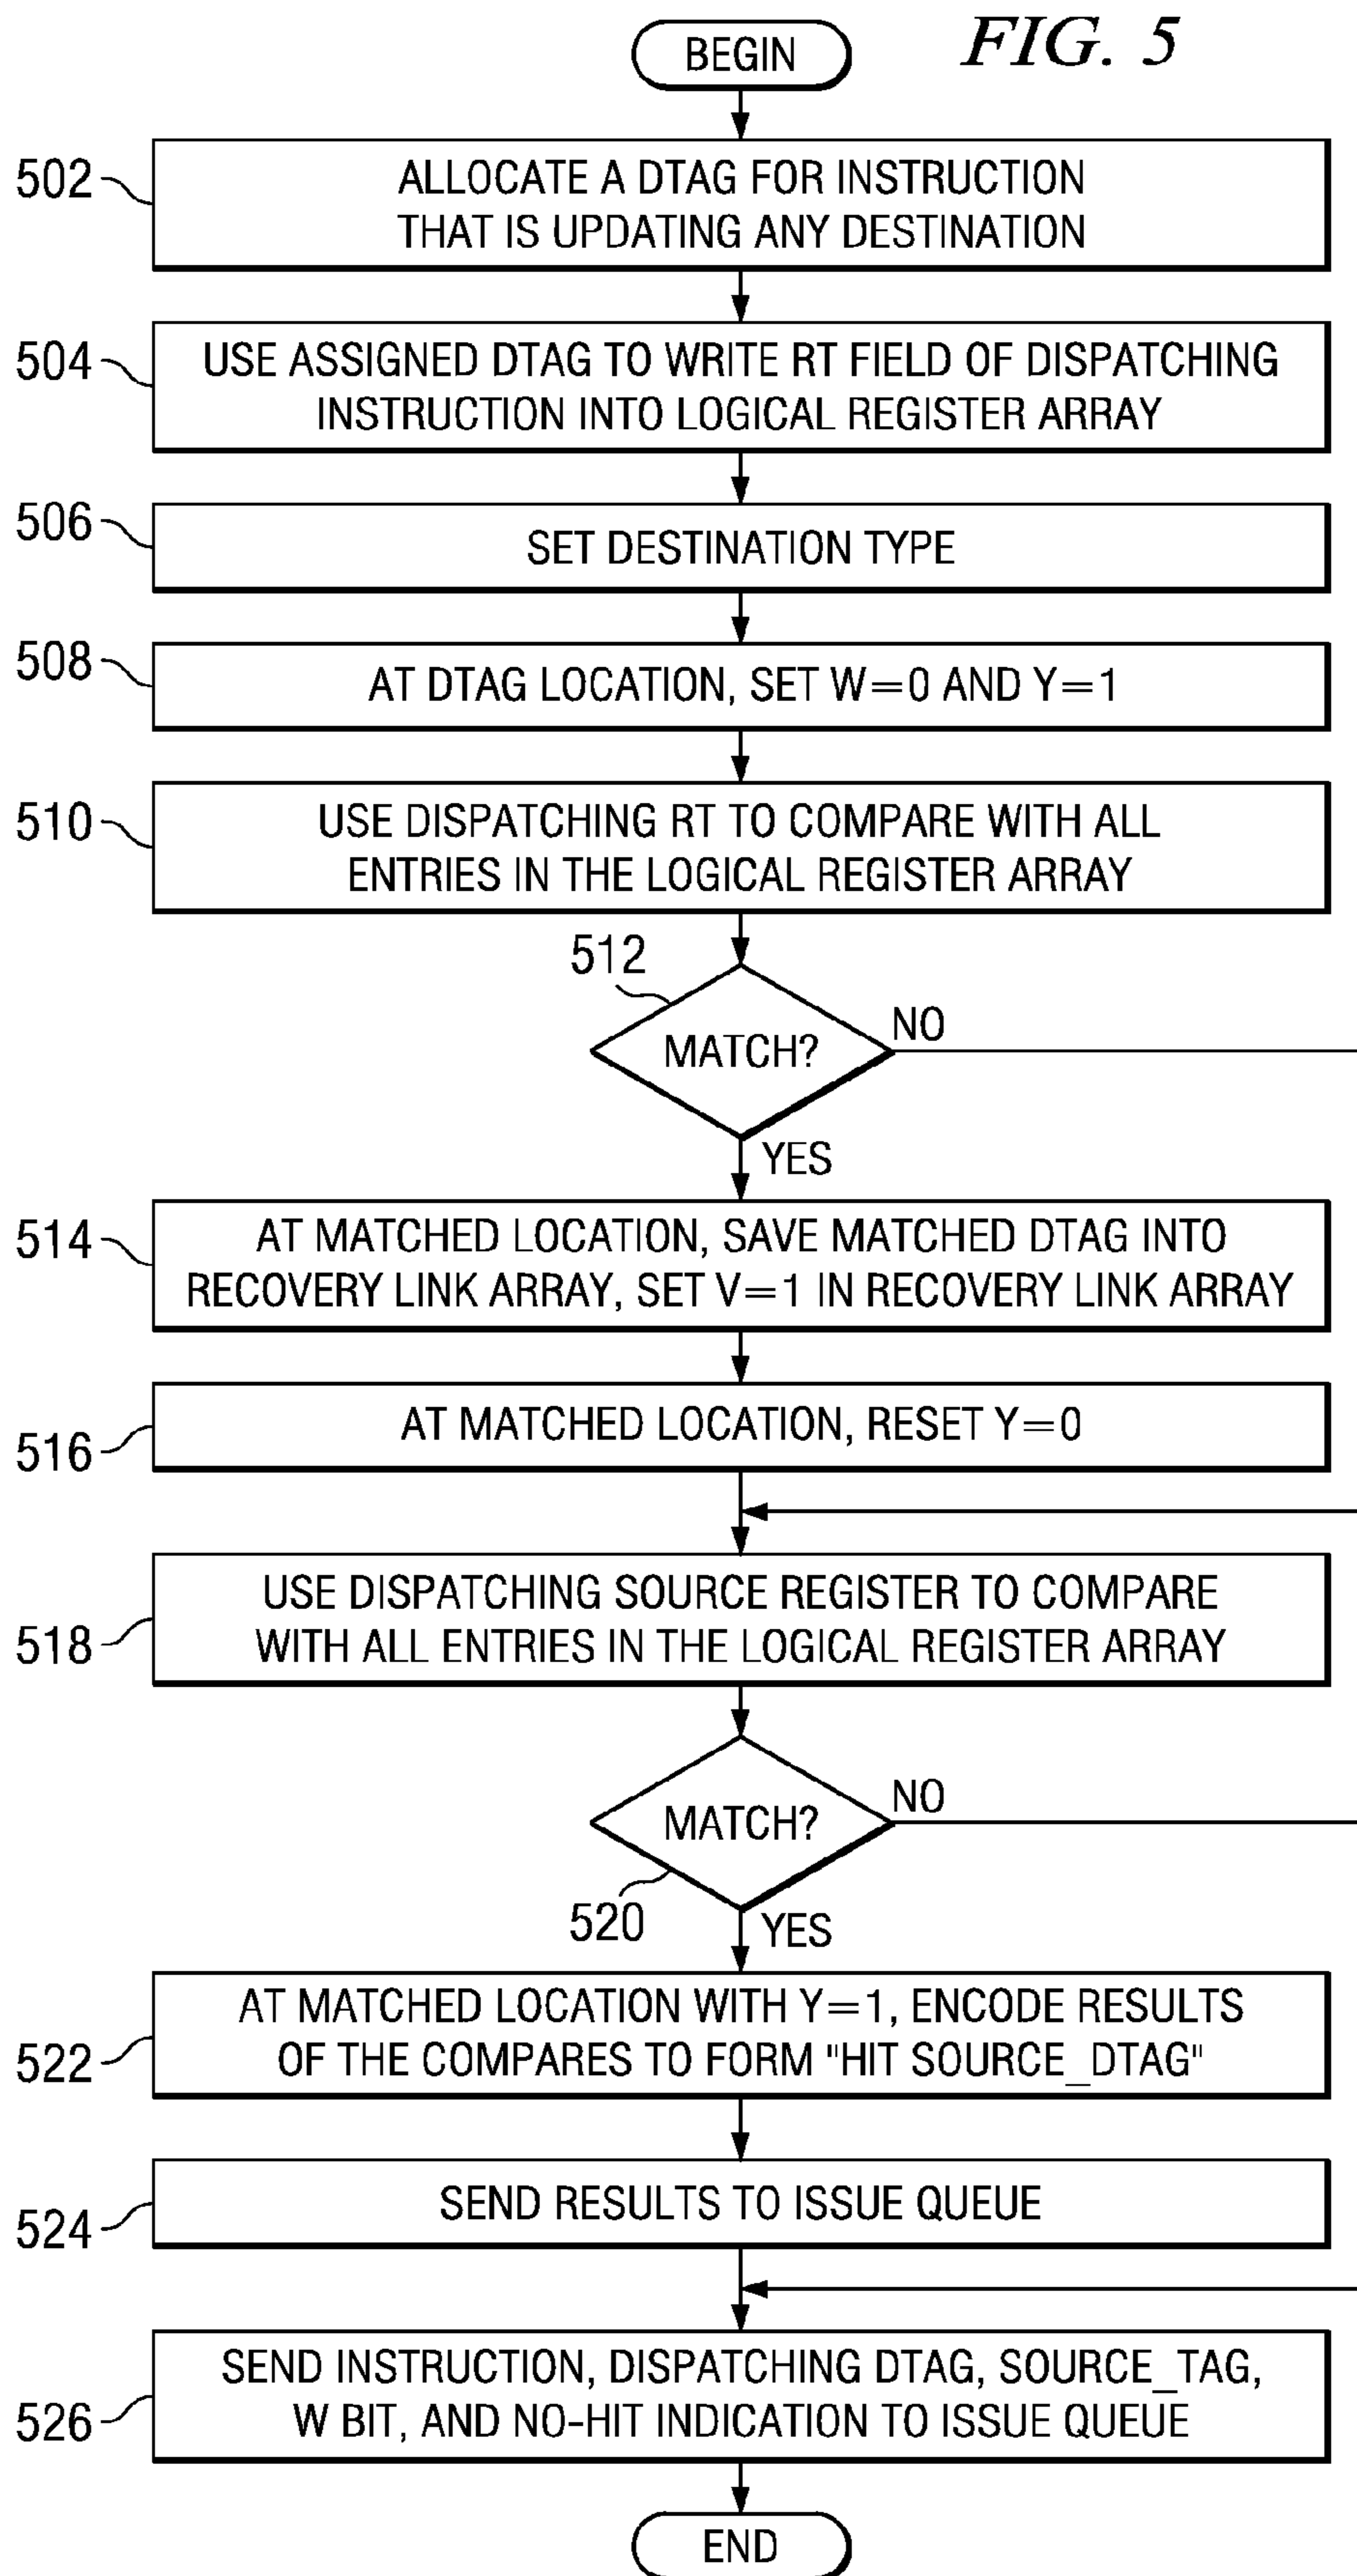 FIG. 5
BEGIN
502
ALLOCATE A DTAG FOR INSTRUCTION
THAT IS UPDATING ANY DESTINATION
504
USE ASSIGNED DTAG TO WRITE RT FIELD OF DISPATCHING
INSTRUCTION INTO LOGICAL REGISTER ARRAY
506
SET DESTINATION TYPE
508
AT DTAG LOCATION, SET W=0 AND Y=1
510
USE DISPATCHING RT TO COMPARE WITH ALL
ENTRIES IN THE LOGICAL REGISTER ARRAY
512
MATCH?
NO
YES
514
AT MATCHED LOCATION, SAVE MATCHED DTAG INTO
RECOVERY LINK ARRAY, SET V=1 IN RECOVERY LINK ARRAY
516
AT MATCHED LOCATION, RESET Y=0
518
USE DISPATCHING SOURCE REGISTER TO COMPARE
WITH ALL ENTRIES IN THE LOGICAL REGISTER ARRAY
MATCH?
NO
520
YES
522
AT MATCHED LOCATION WITH Y=1, ENCODE RESULTS
OF THE COMPARES TO FORM "HIT SOURCE_DTAG"
524
SEND RESULTS TO ISSUE QUEUE
526
SEND INSTRUCTION, DISPATCHING DTAG, SOURCE_TAG,
W BIT, AND NO-HIT INDICATION TO ISSUE QUEUE
END